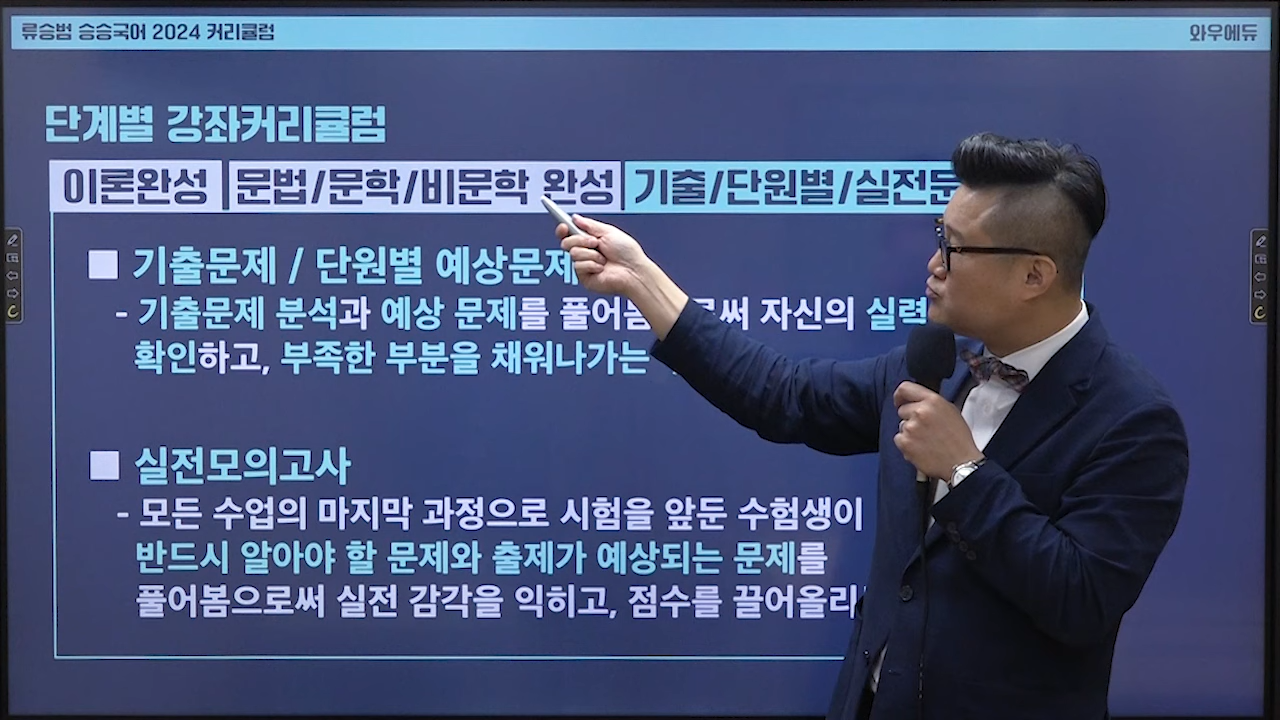 류승범 승승국어 2024 커리큘럼
와우에듀
단계별 강좌커리큘럼
이론완성 문법/문학/비문학 완성 기출/단원별/실전
기출문제 / 단원별 예상문제
- 기출문제 분석과 예상 문제를 풀어 자신의 실력
확인하고, 부족한 부분을 채워나가는
실전모의고사
- 모든 수업의 마지막 과정으로 시험을 앞둔 수험생이
반드시 알아야 할 문제와 출제가 예상되는 문제를
풀어봄으로써 실전 감각을 익히고, 점수를 끌어올리